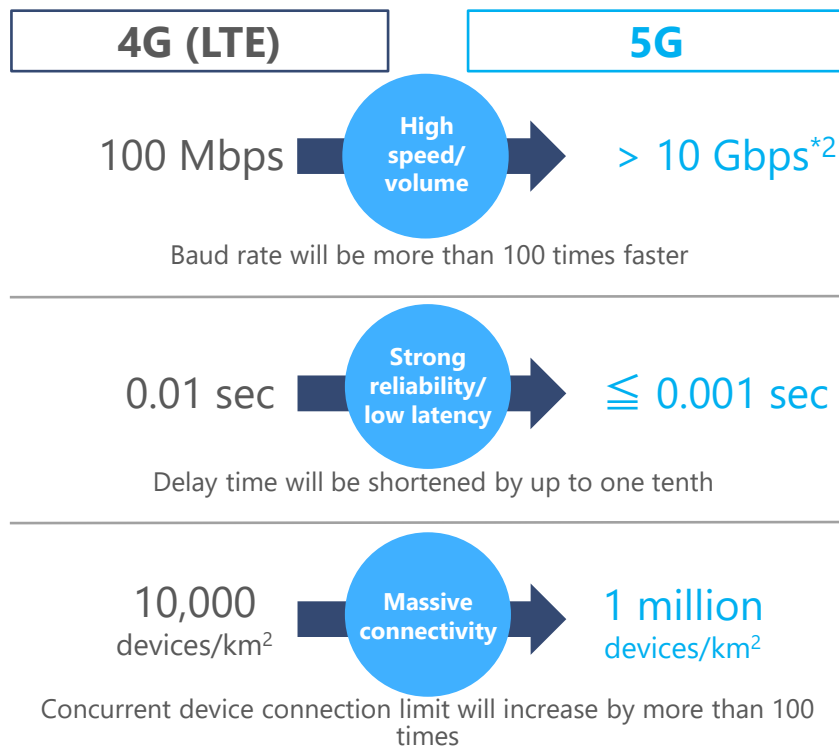 4G (LTE)
5G
100 Mbps
High
speed/
volume
> 10 Gbps*2
Baud rate will be more than 100 times faster
0.01 sec
Strong
reliability/
low latency
≦ 0.001 sec
Delay time will be shortened by up to one tenth
10,000
devices/km²
Massive
connectivity
1 million
devices/km²
Concurrent device connection limit will increase by more than 100
times